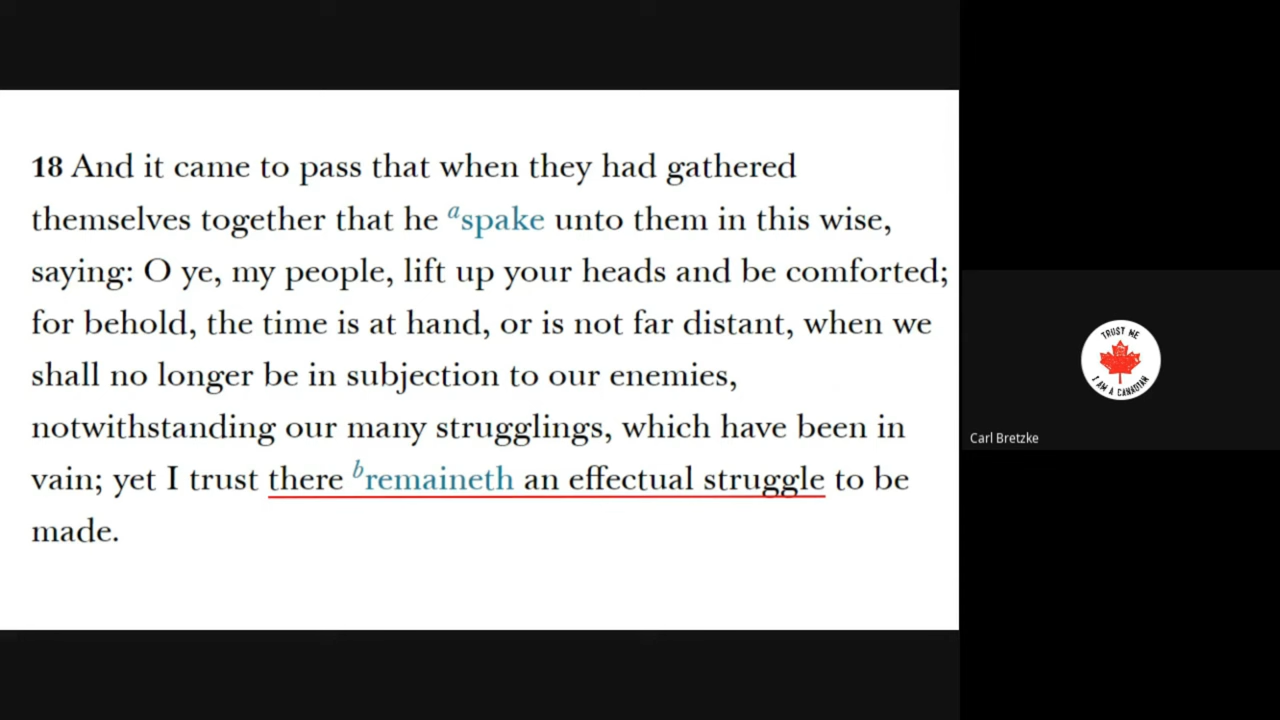 18 And it came to pass that when they had gathered
themselves together that he aspake unto them in this wise,
saying: O ye, my people, lift up your heads and be comforted;
for behold, the time is at hand, or is not far distant, when we
shall no longer be in subjection to our enemies,
notwithstanding our many strugglings, which have been in
vain; yet I trust there bremaineth an effectual struggle to be
made.
TRUST ME
I AM A CANADIAN
Carl Bretzke